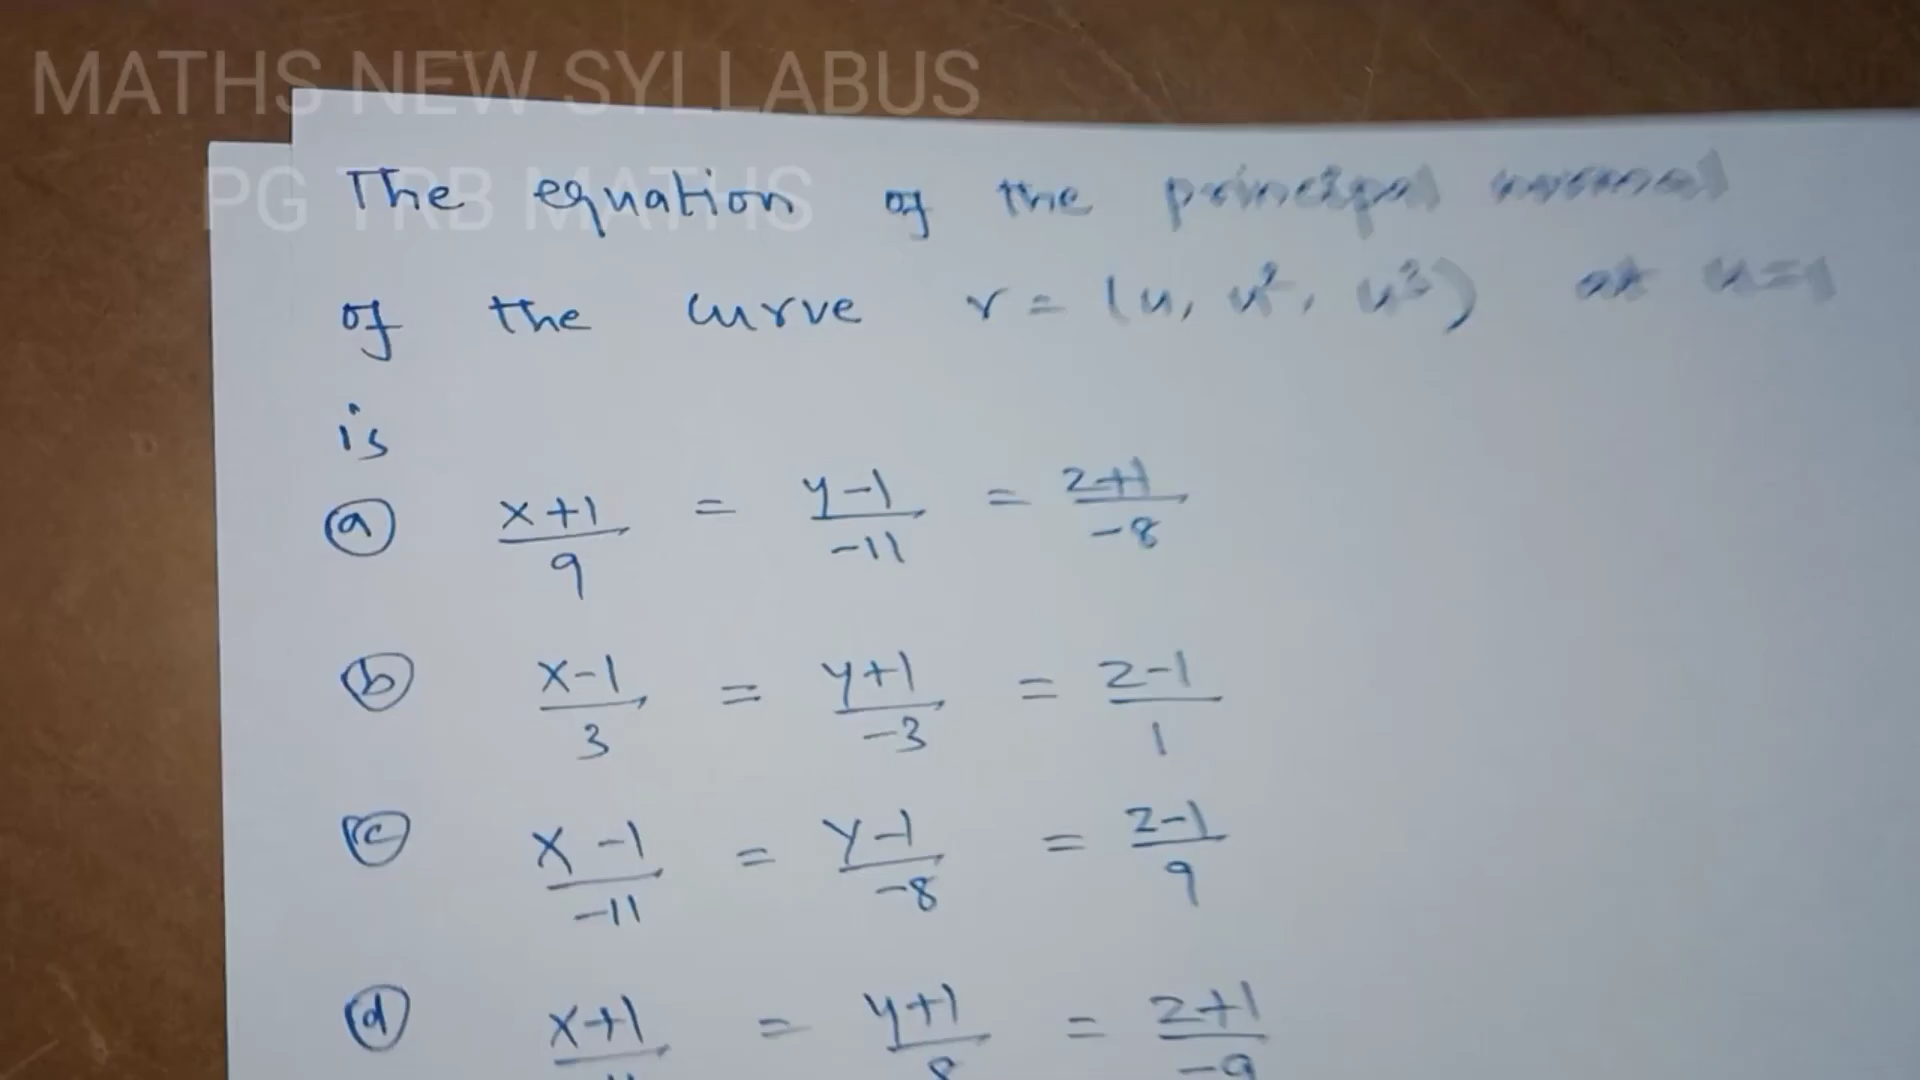 MATHS NEW SYLLABUS
PG TRB MATHS
The equation of the principal normal
of the curve r = (u, u², u³) at u=1
is
(a) x+1/9 = y-1/-11 = z+1/-8
(b) x-1/3 = y+1/-3 = z-1/1
(c) x-1/-11 = y-1/-8 = z-1/9
(d) x+1/11 = y+1/8 = z+1/-9